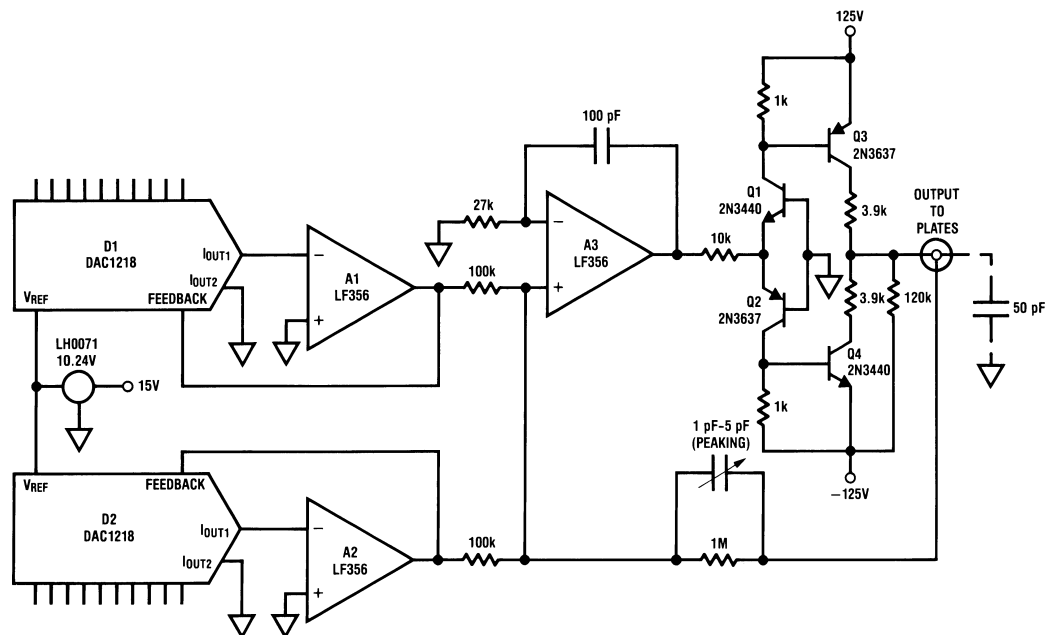 125V
1k
100 pF
Q3
2N3637
27k
Q1
2N3440
3.9k
OUTPUT
TO
PLATES
D1
DAC1218
IOUT1
IOUT2
VREF
FEEDBACK
−
A1
LF356
+
100k
−
A3
LF356
+
10k
Q2
2N3637
3.9k
120k
50 pF
LH0071
10.24V
15V
Q4
2N3440
1k
1 pF–5 pF
(PEAKING)
−125V
VREF
FEEDBACK
D2
DAC1218
IOUT1
IOUT2
−
A2
LF356
+
100k
1M